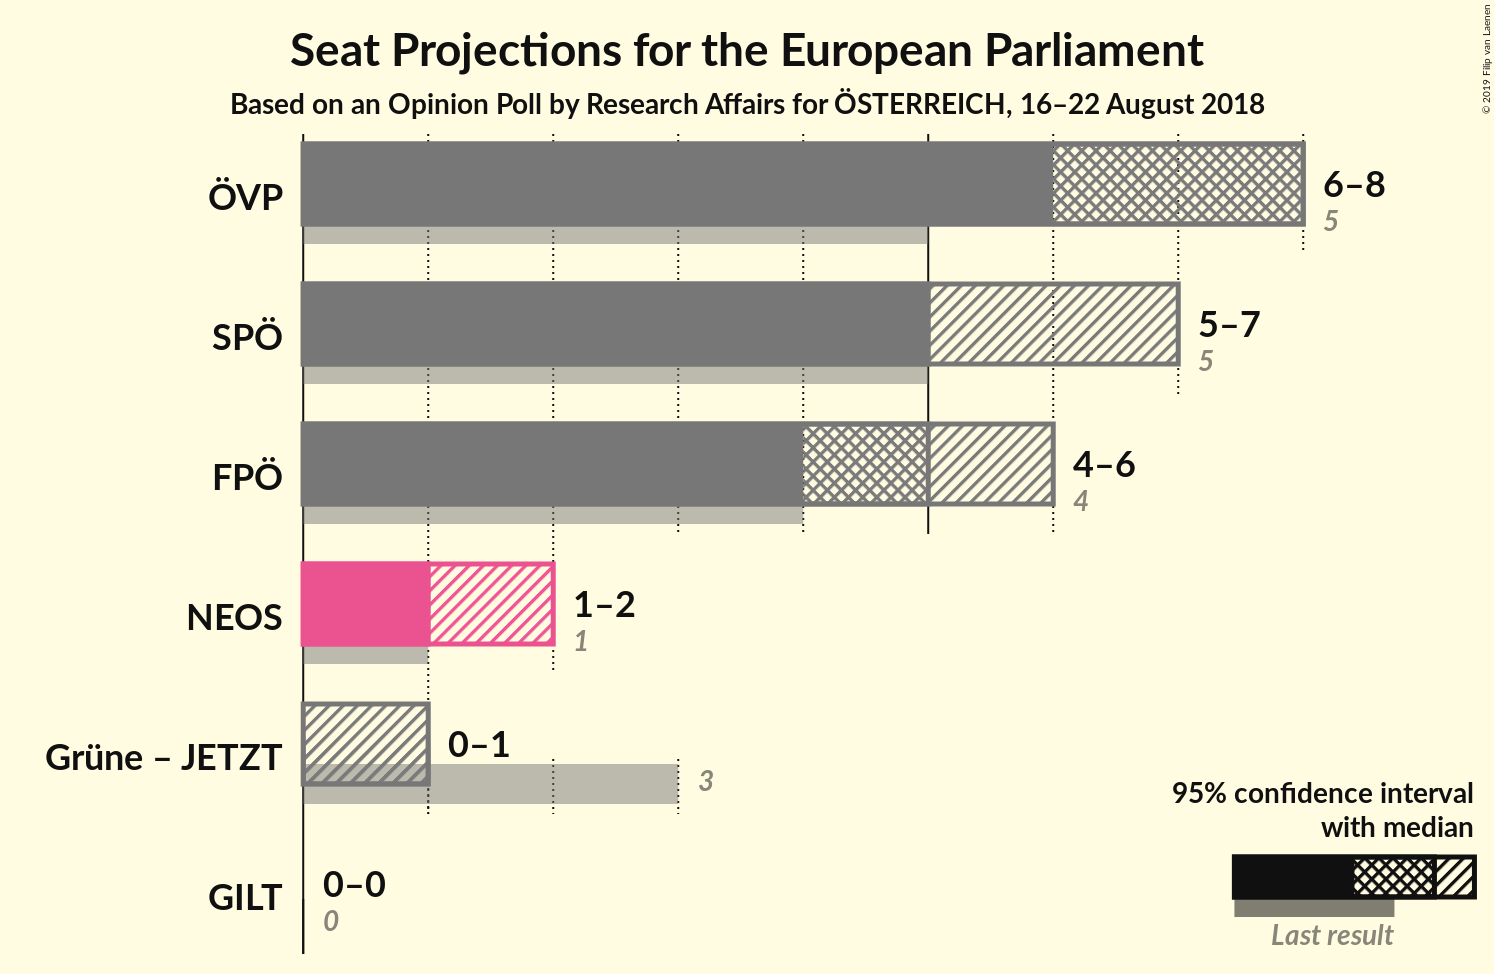 Seat Projections for the European Parliament
Based on an Opinion Poll by Research Affairs for ÖSTERREICH, 16–22 August 2018
© 2019 Filip van Laenen
ÖVP
6–8
5
SPÖ
5–7
5
FPÖ
4–6
4
NEOS
1–2
1
Grüne – JETZT
0–1
3
GILT
0–0
0
95% confidence interval
with median
Last result